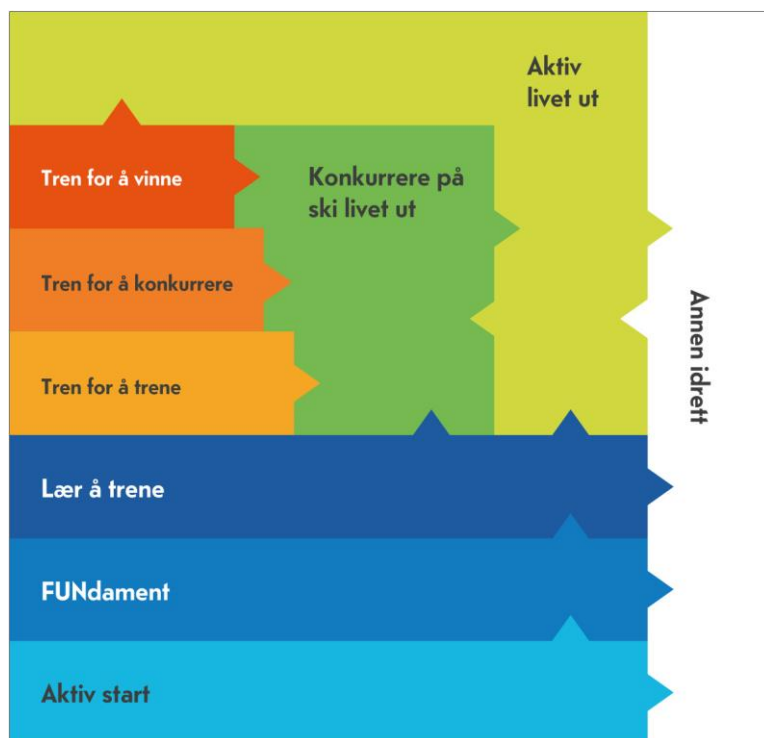 Aktiv
livet ut
Tren for å vinne
Konkurrere på
ski livet ut
Tren for å konkurrere
Annen idrett
Tren for å trene
Lær å trene
FUNdament
Aktiv start